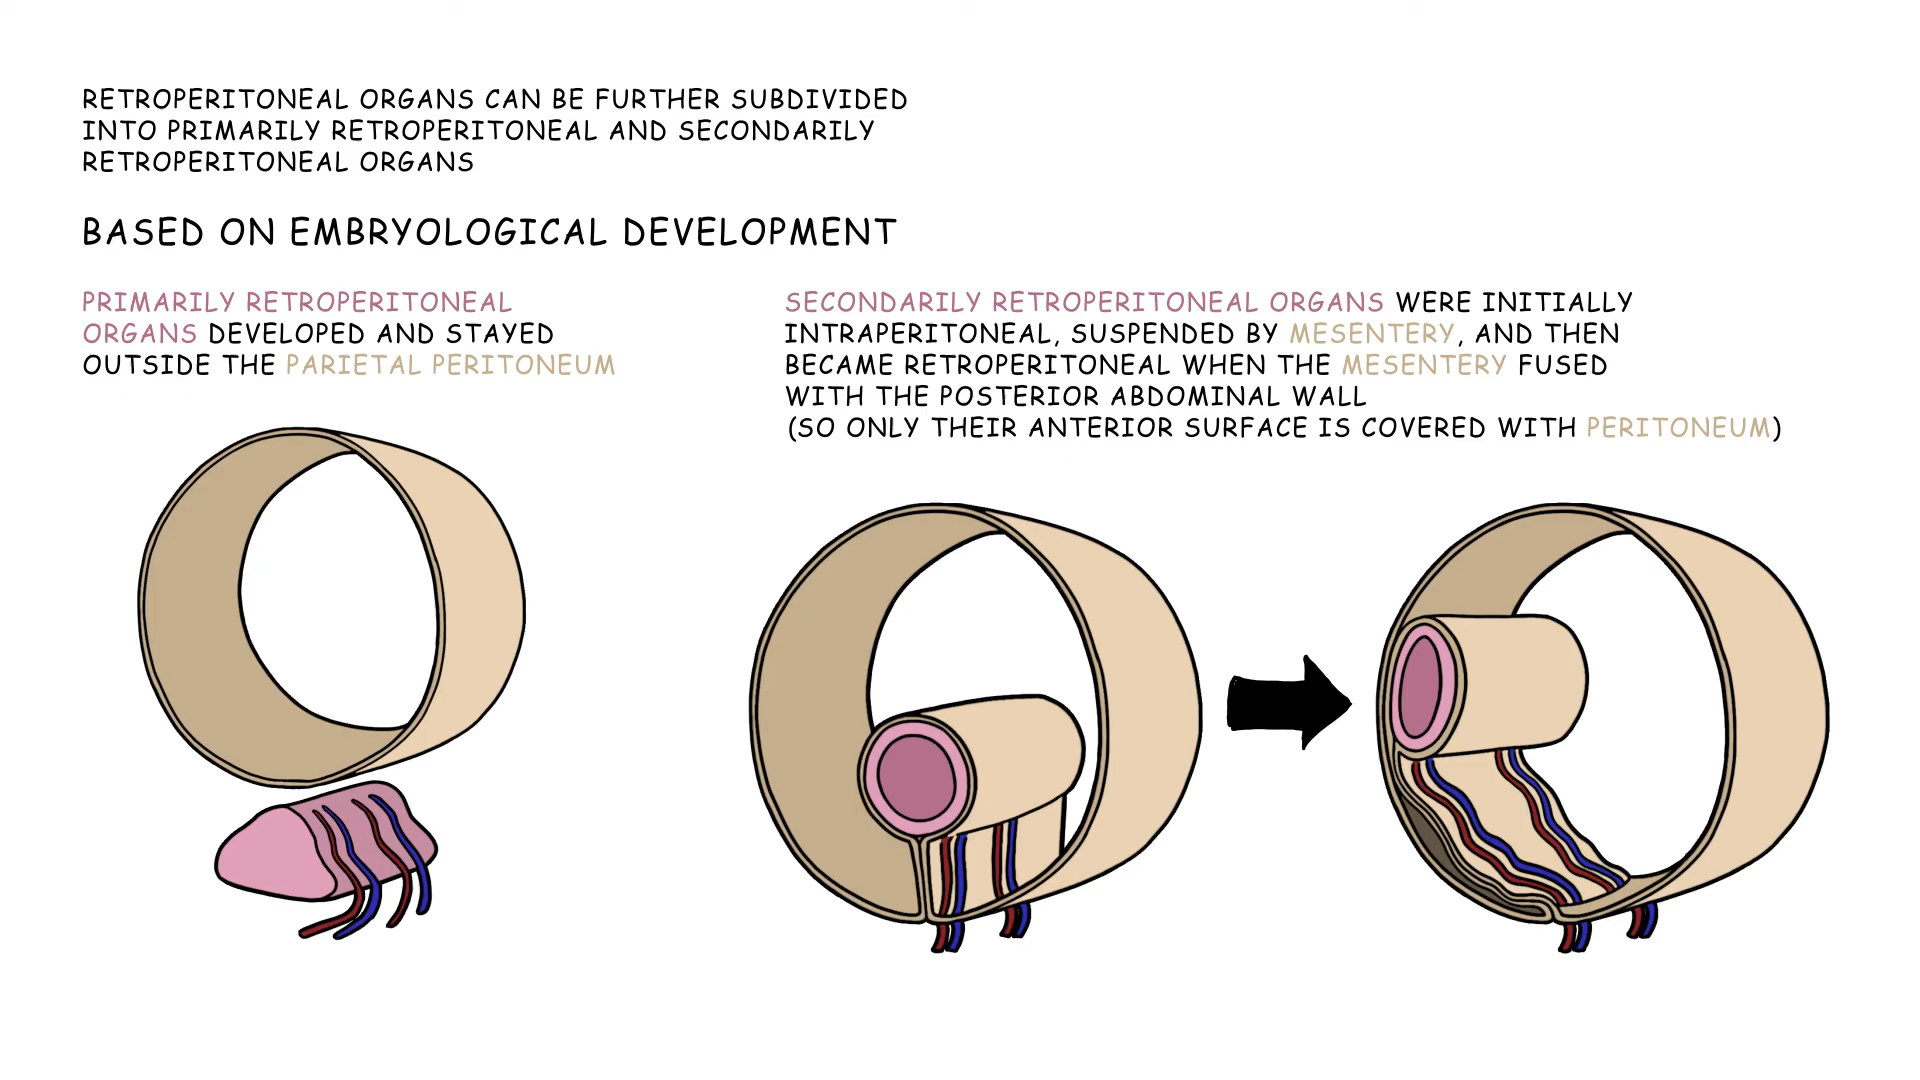 RETROPERITONEAL ORGANS CAN BE FURTHER SUBDIVIDED
INTO PRIMARILY RETROPERITONEAL AND SECONDARILY
RETROPERITONEAL ORGANS
BASED ON EMBRYOLOGICAL DEVELOPMENT
PRIMARILY RETROPERITONEAL
ORGANS DEVELOPED AND STAYED
OUTSIDE THE PARIETAL PERITONEUM
SECONDARILY RETROPERITONEAL ORGANS WERE INITIALLY
INTRAPERITONEAL, SUSPENDED BY MESENTERY, AND THEN
BECAME RETROPERITONEAL WHEN THE MESENTERY FUSED
WITH THE POSTERIOR ABDOMINAL WALL
(SO ONLY THEIR ANTERIOR SURFACE IS COVERED WITH PERITONEUM)